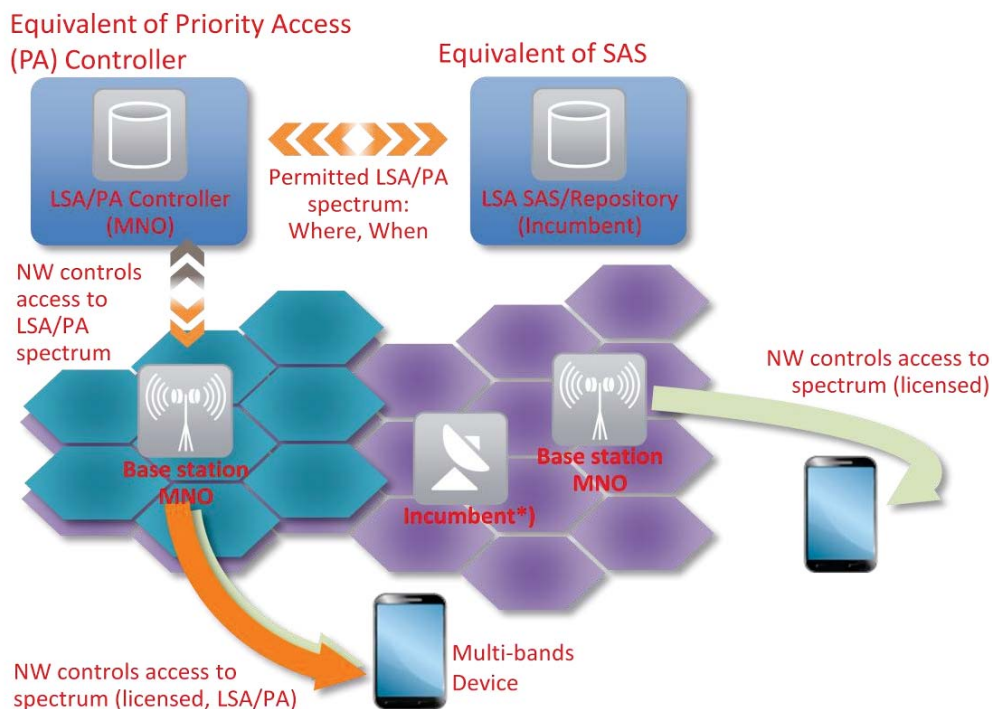 Equivalent of Priority Access
(PA) Controller
Equivalent of SAS
LSA/PA Controller
(MNO)
Permitted LSA/PA
spectrum:
Where, When
LSA SAS/Repository
(Incumbent)
NW controls
access to
LSA/PA
spectrum
NW controls access to
spectrum (licensed)
Base station
MNO
Base station
MNO
Incumbent*)
Multi-bands
Device
NW controls access to
spectrum (licensed, LSA/PA)